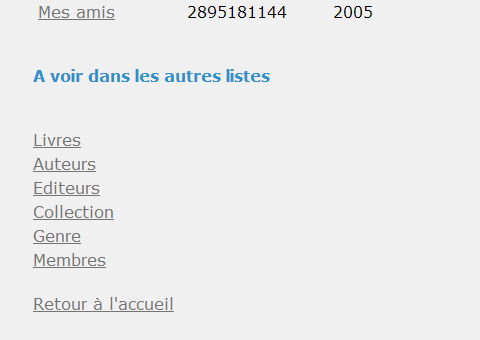 Mes amis 2895181144 2005
A voir dans les autres listes
Livres
Auteurs
Editeurs
Collection
Genre
Membres
Retour à l'accueil